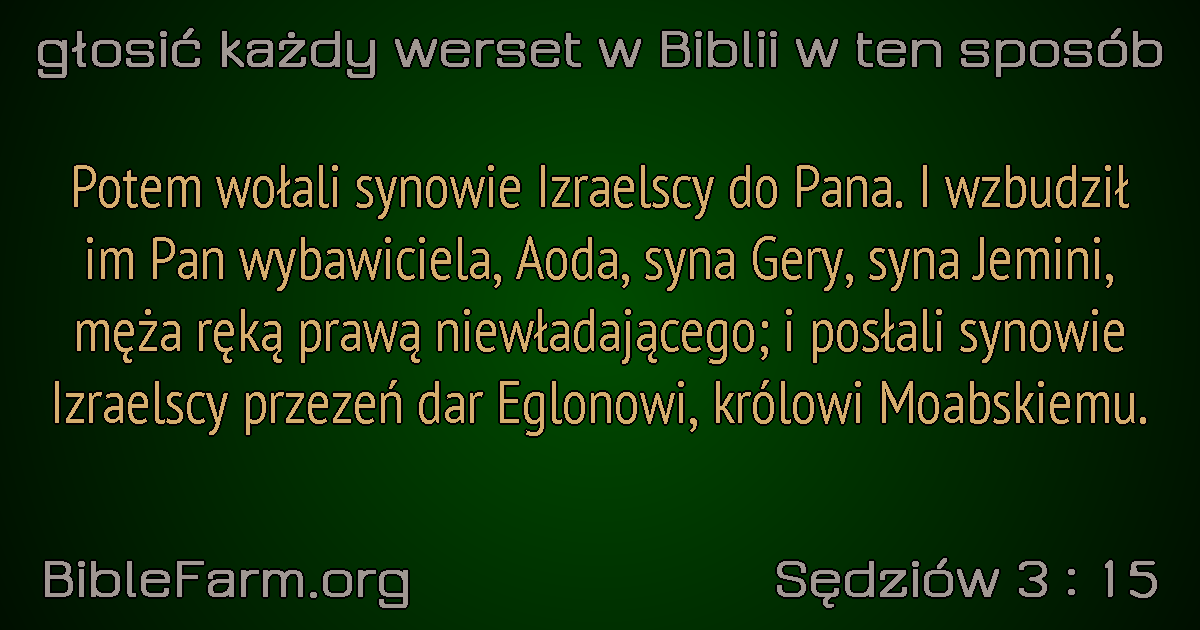 głosić każdy werset w Biblii w ten sposób
Potem wołali synowie Izraelscy do Pana. I wzbudził
im Pan wybawiciela, Aoda, syna Gery, syna Jemini,
męża ręką prawą niewładającego; i posłali synowie
Izraelscy przezeń dar Eglonowi, królowi Moabskiemu.
BibleFarm.org
Sędziów 3 : 15